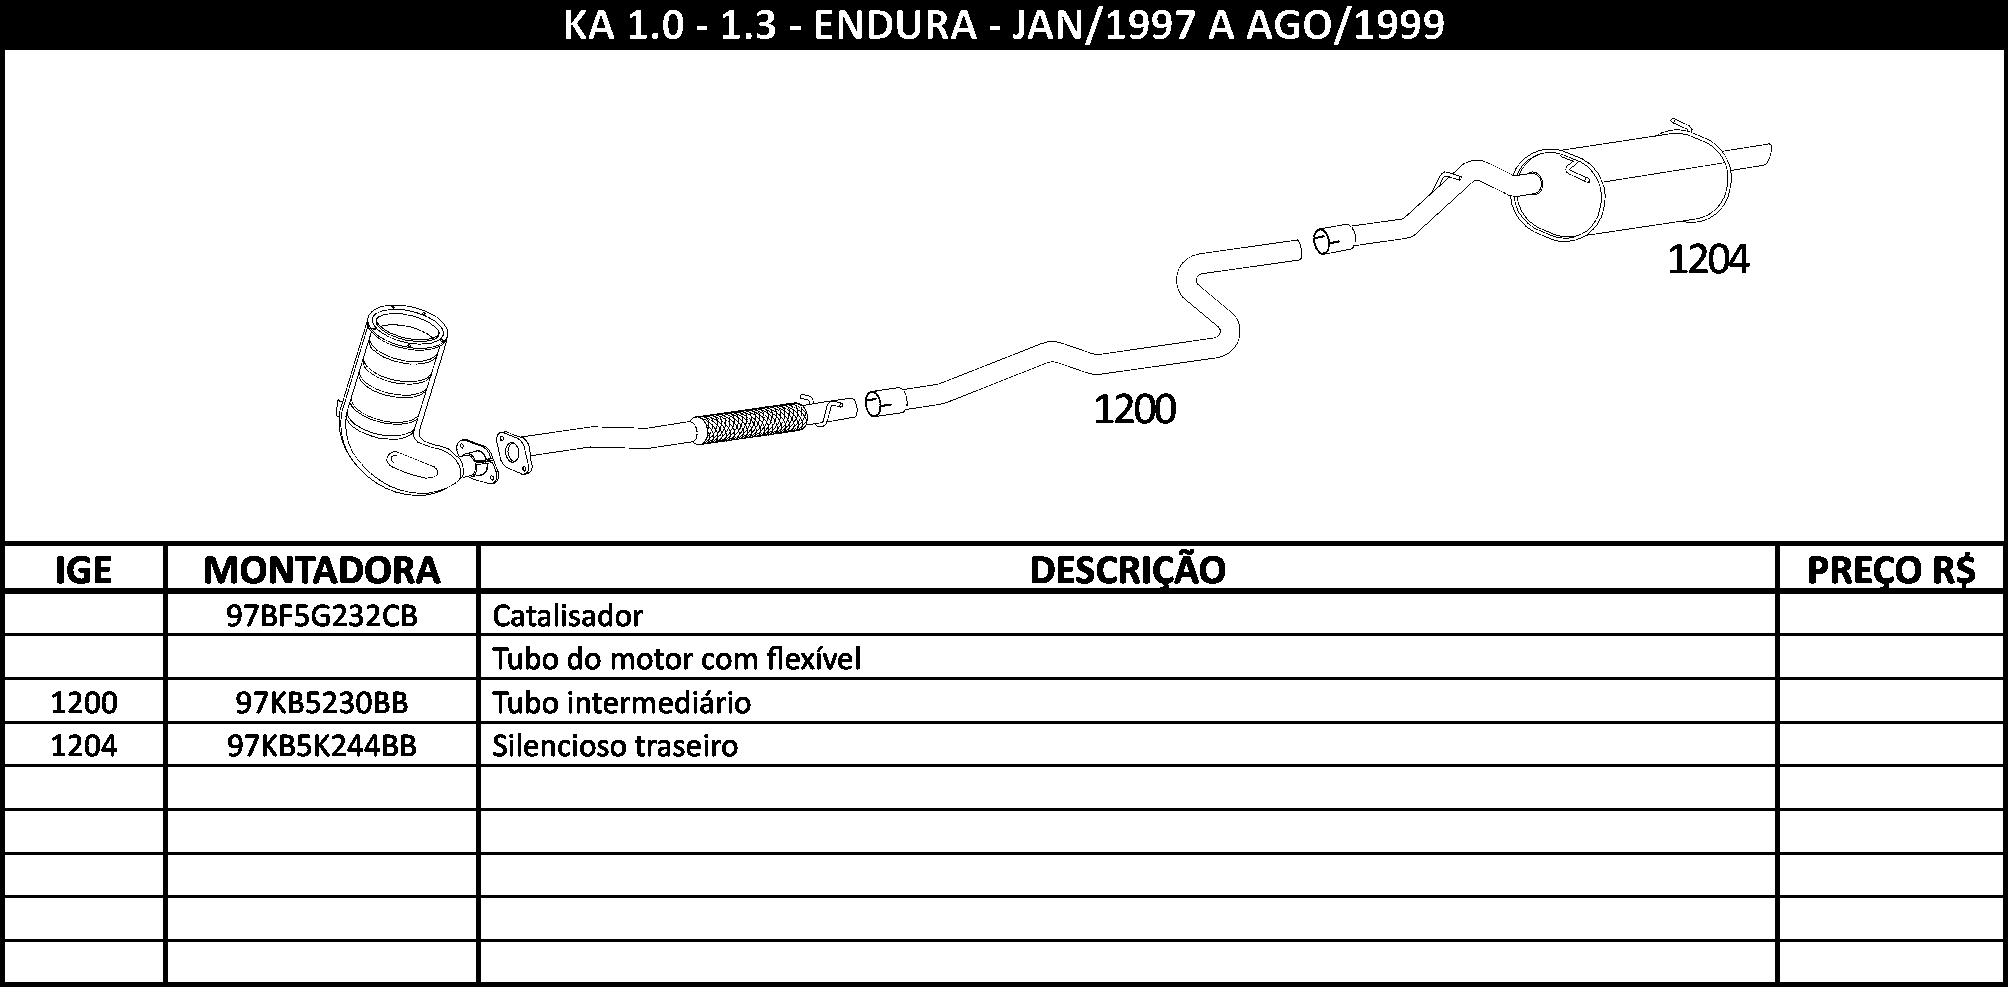 KA 1.0 - 1.3 - ENDURA - JAN/1997 A AGO/1999
1204
1200
IGE MONTADORA DESCRIÇÃO PREÇO R$
97BF5G232CB Catalisador
Tubo do motor com flexível
1200 97KB5230BB Tubo intermediário
1204 97KB5K244BB Silencioso traseiro